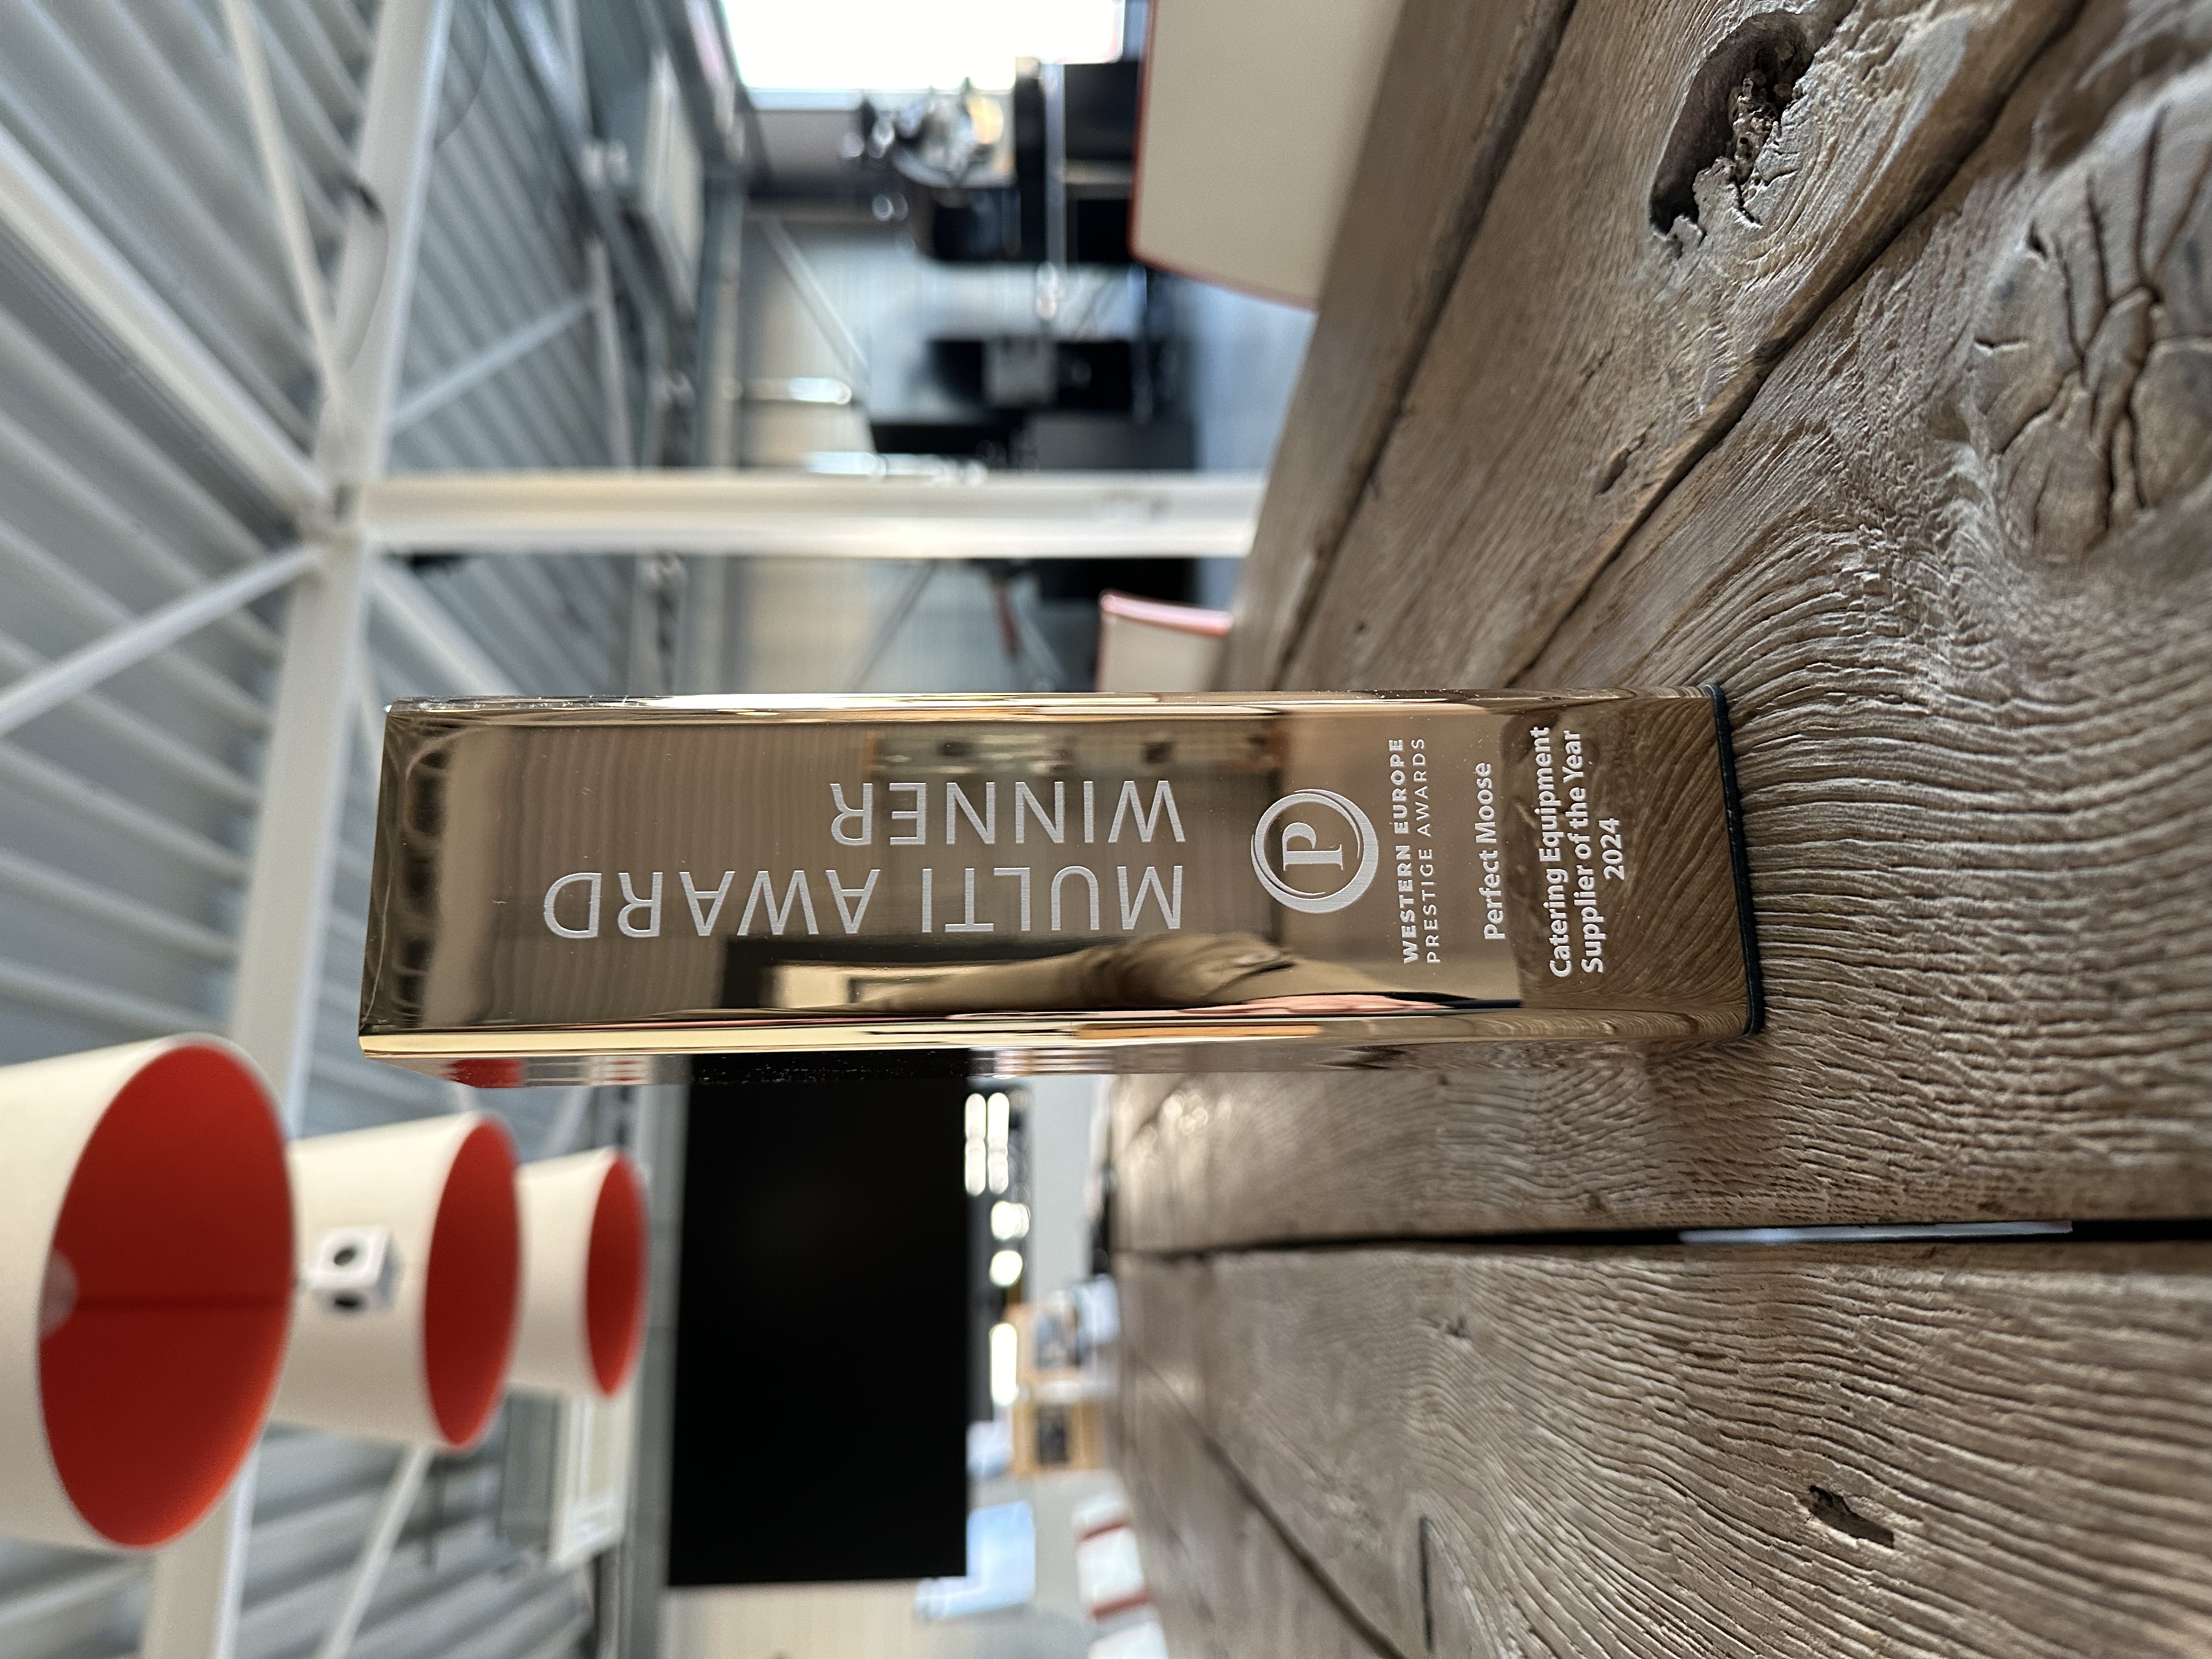 MULTI AWARD
WINNER
P
WESTERN EUROPE
PRESTIGE AWARDS
Perfect Moose
Catering Equipment
Supplier of the Year
2024